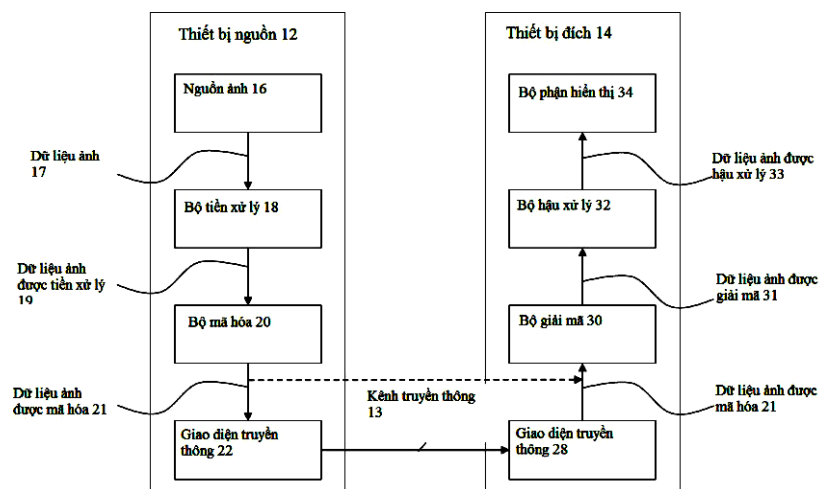 Thiết bị nguồn 12
Thiết bị đích 14
Nguồn ảnh 16
Bộ phận hiển thị 34
Dữ liệu ảnh
17
Dữ liệu ảnh được
hậu xử lý 33
Bộ tiền xử lý 18
Bộ hậu xử lý 32
Dữ liệu ảnh
được tiền xử lý
19
Dữ liệu ảnh được
giải mã 31
Bộ mã hóa 20
Bộ giải mã 30
Dữ liệu ảnh
được mã hóa 21
Kênh truyền thông
13
Dữ liệu ảnh được
mã hóa 21
Giao diện truyền
thông 22
Giao diện truyền
thông 28